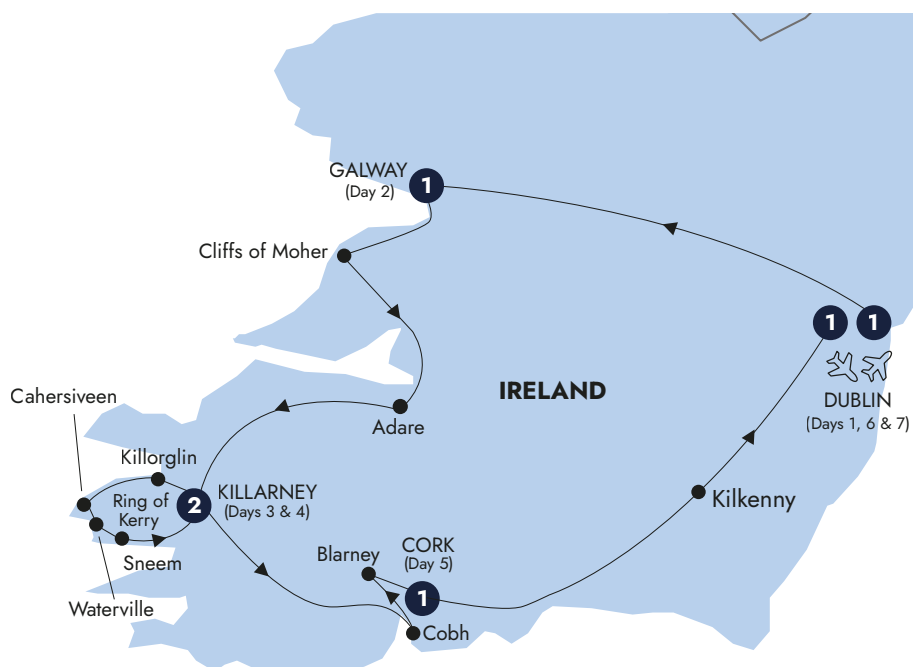 GALWAY
(Day 2)
1
Cliffs of Moher
1
1
DUBLIN
(Days 1, 6 & 7)
IRELAND
Cahersiveen
Adare
Killorglin
Ring of
Kerry
2
KILLARNEY
(Days 3 & 4)
Sneem
Waterville
Kilkenny
Blarney
CORK
(Day 5)
1
Cobh